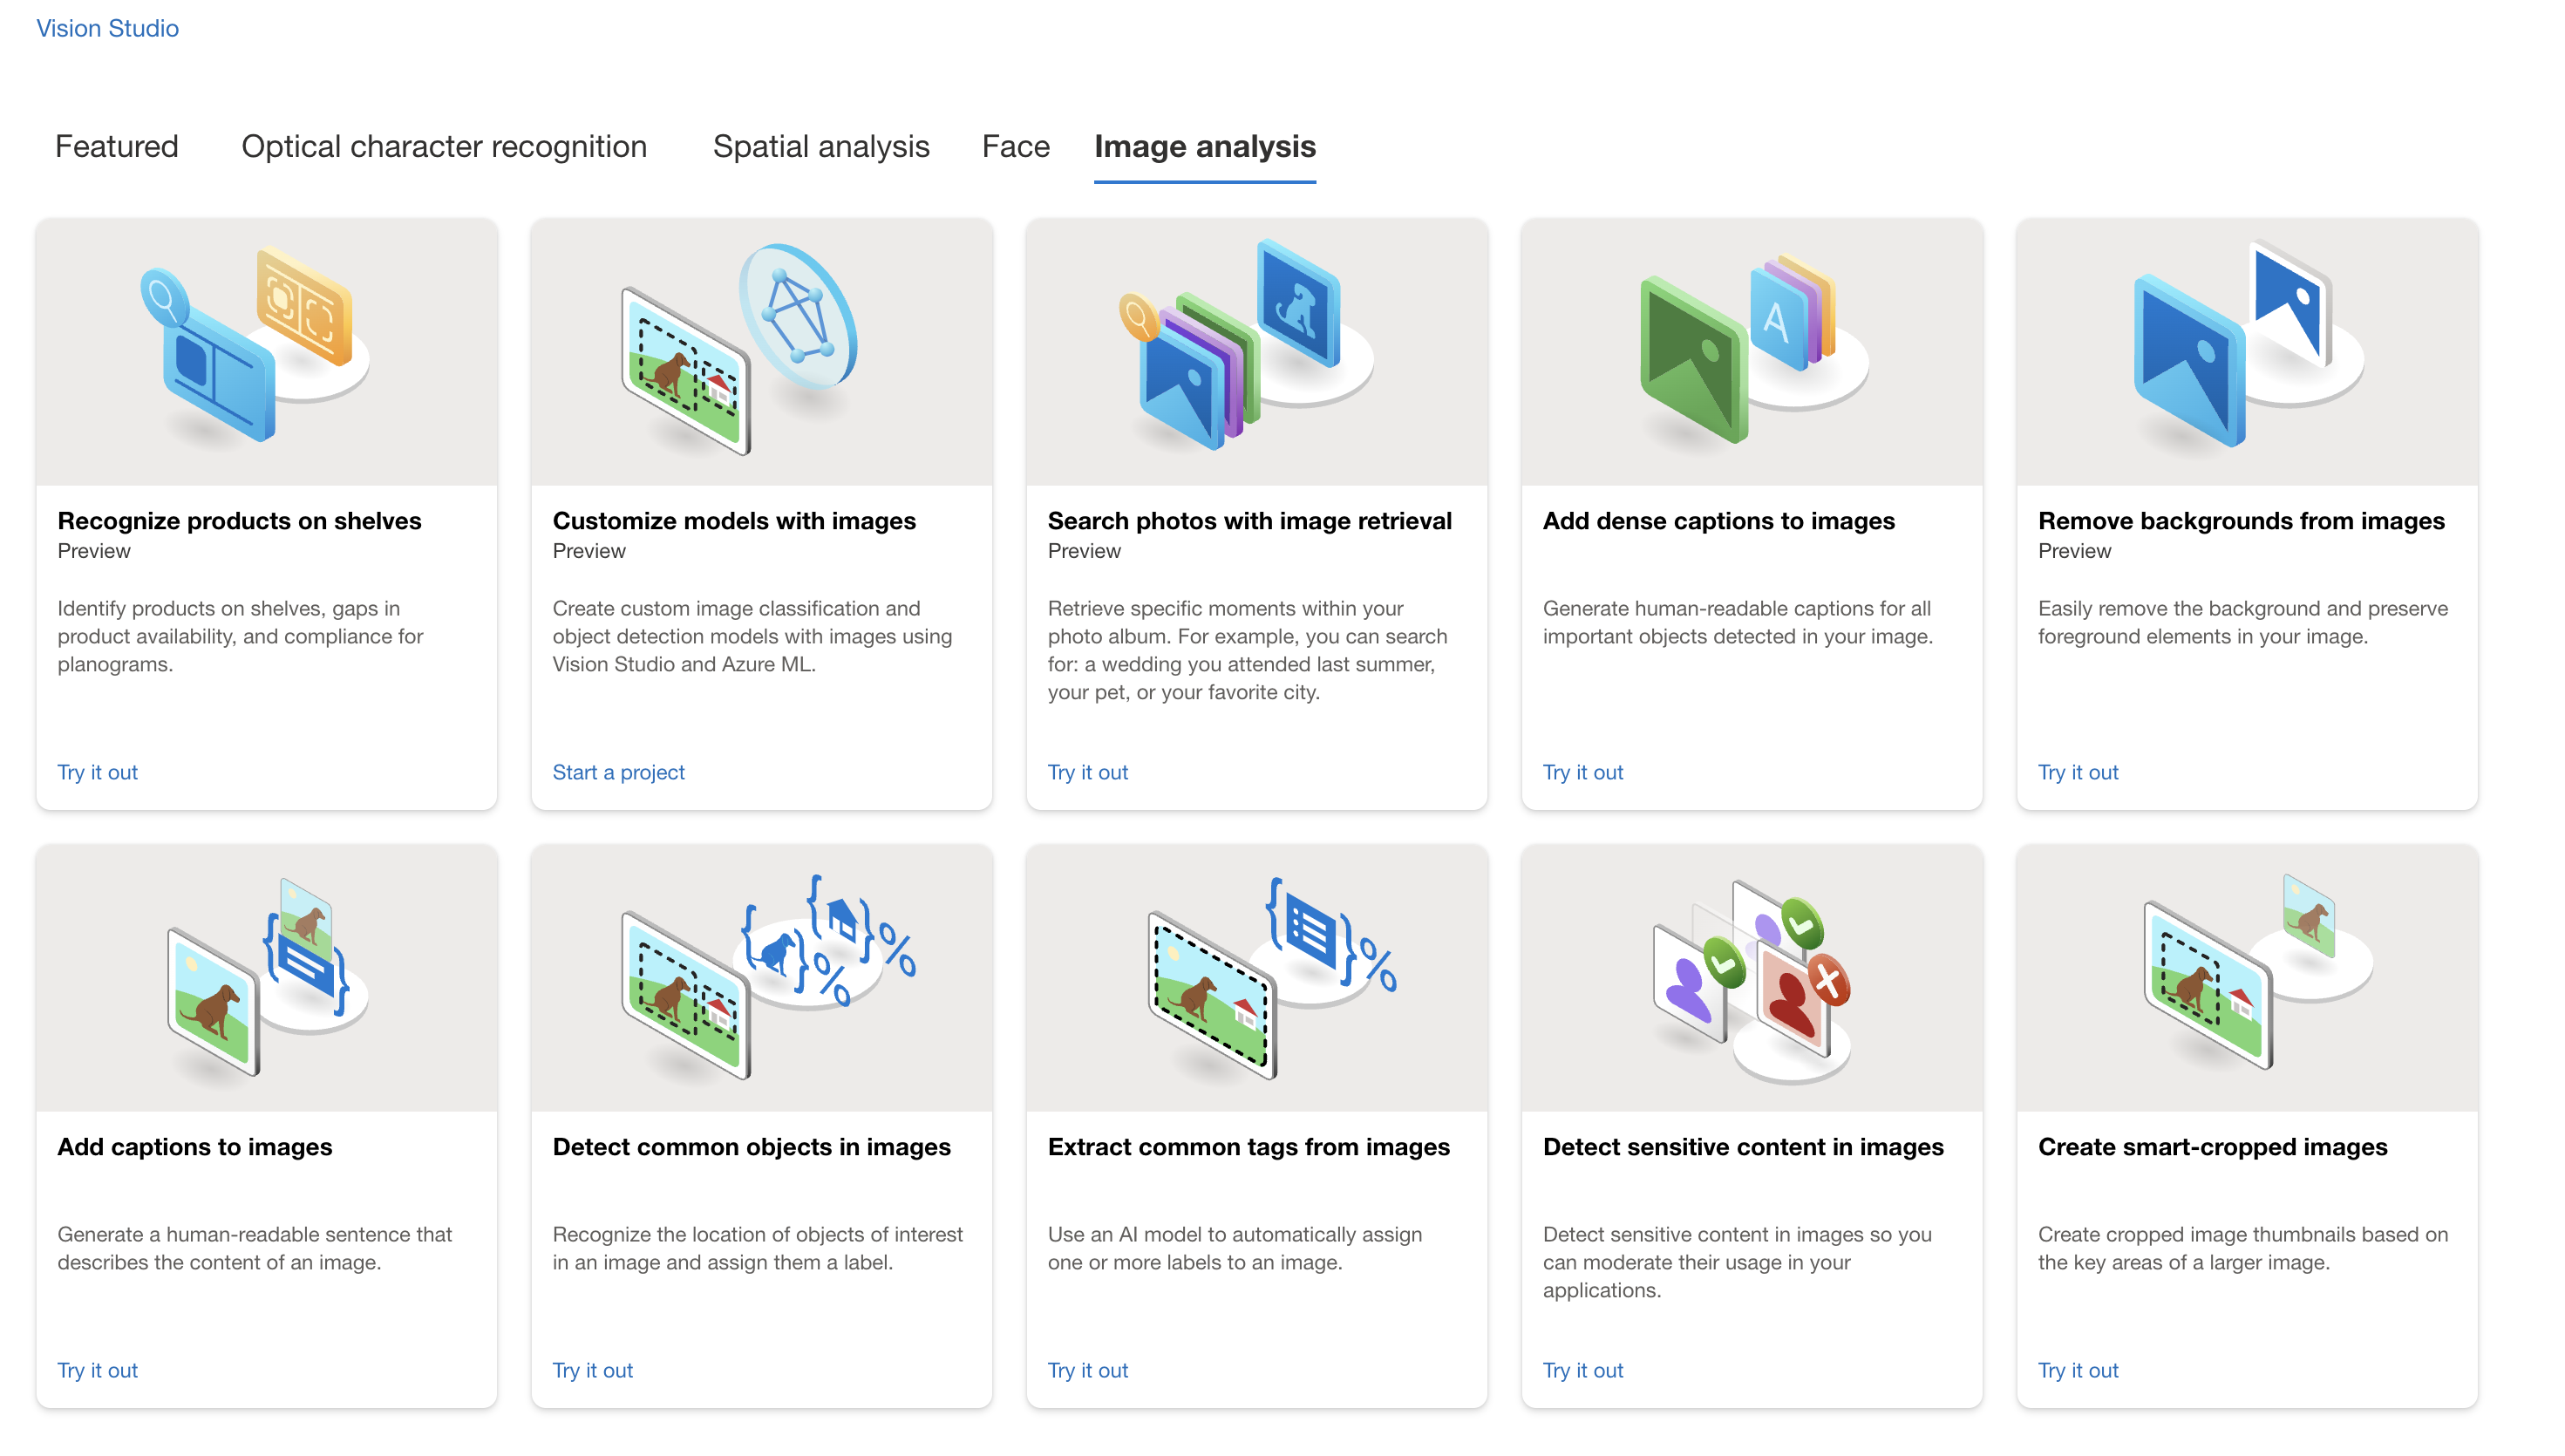 Vision Studio
Featured
Optical character recognition
Spatial analysis
Face
Image analysis
Recognize products on shelves
Preview
Identify products on shelves, gaps in
product availability, and compliance for
planograms.
Try it out
Customize models with images
Preview
Create custom image classification and
object detection models with images using
Vision Studio and Azure ML.
Start a project
Search photos with image retrieval
Preview
Retrieve specific moments within your
photo album. For example, you can search
for: a wedding you attended last summer,
your pet, or your favorite city.
Try it out
A
Add dense captions to images
Generate human-readable captions for all
important objects detected in your image.
Try it out
Remove backgrounds from images
Preview
Easily remove the background and preserve
foreground elements in your image.
Try it out
{ }
Add captions to images
Generate a human-readable sentence that
describes the content of an image.
Try it out
{ } %
{ } %
Detect common objects in images
Recognize the location of objects of interest
in an image and assign them a label.
Try it out
{ } %
Extract common tags from images
Use an AI model to automatically assign
one or more labels to an image.
Try it out
Detect sensitive content in images
Detect sensitive content in images so you
can moderate their usage in your
applications.
Try it out
Create smart-cropped images
Create cropped image thumbnails based on
the key areas of a larger image.
Try it out